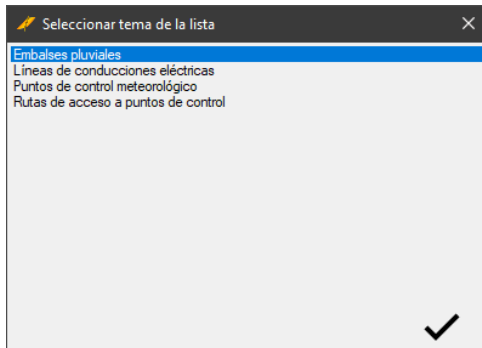 Seleccionar tema de la lista
Embalses pluviales
Líneas de conducciones eléctricas
Puntos de control meteorológico
Rutas de acceso a puntos de control